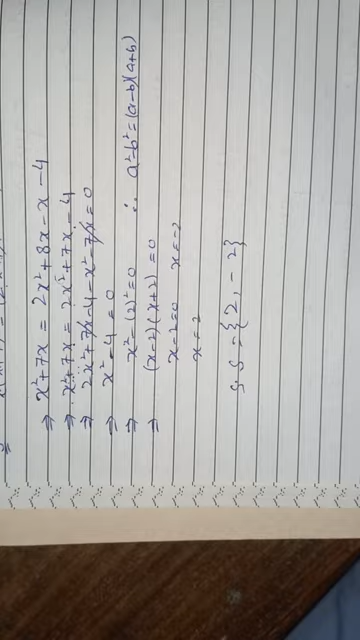 ⇒ x²+7x = 2x²+8x-x-4
⇒ x²+7x = 2x²+7x-4
⇒ 2x²+7x-4-x²-7x=0
⇒ x²-4=0
⇒ x²-(2)²=0 ∴ a²-b²=(a-b)(a+b)
⇒ (x-2)(x+2)=0
x-2=0 x=-2
x=2
S.S={2,-2}